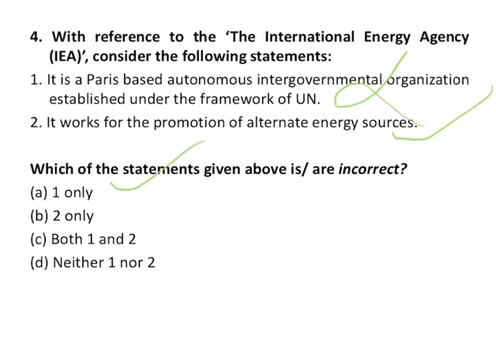 4. With reference to the ‘The International Energy Agency
(IEA)’, consider the following statements:
1. It is a Paris based autonomous intergovernmental organization
established under the framework of UN.
2. It works for the promotion of alternate energy sources.
Which of the statements given above is/ are incorrect?
(a) 1 only
(b) 2 only
(c) Both 1 and 2
(d) Neither 1 nor 2